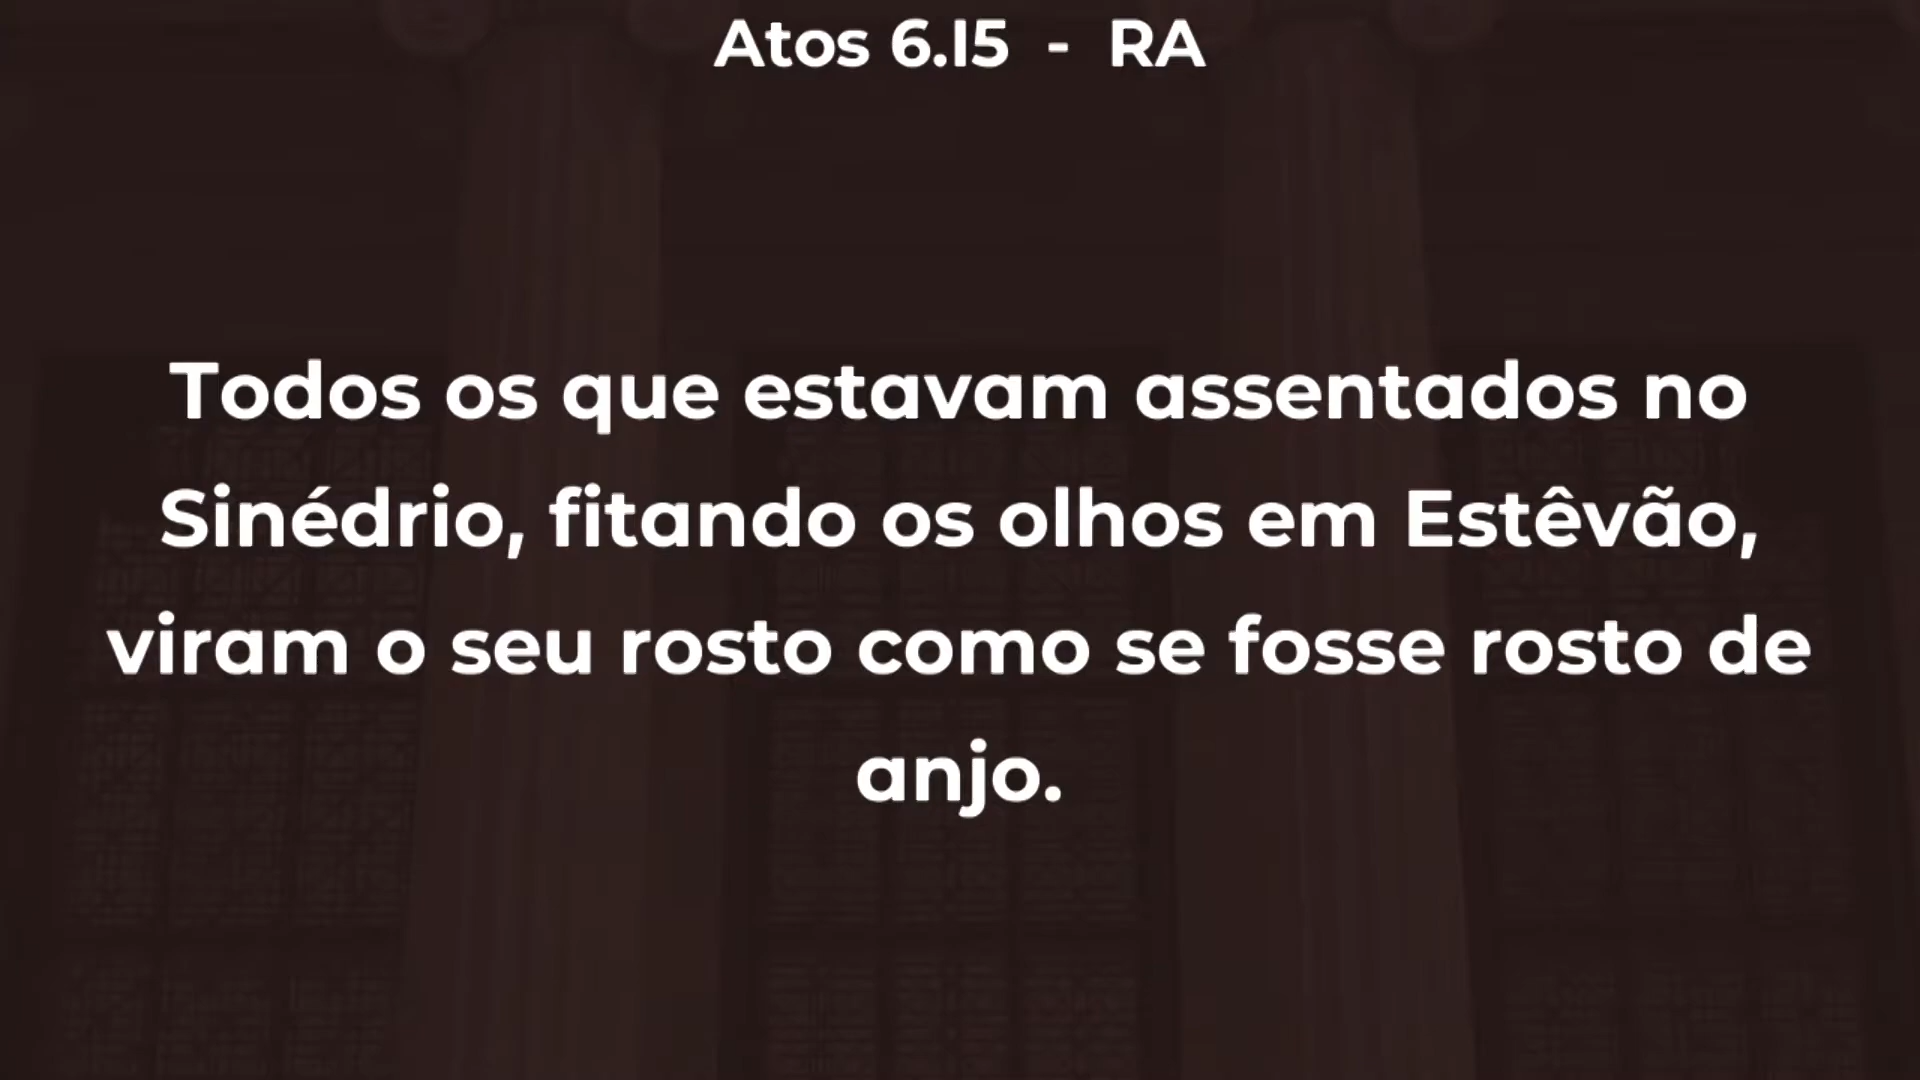 Atos 6.15 - RA
Todos os que estavam assentados no
Sinédrio, fitando os olhos em Estêvão,
viram o seu rosto como se fosse rosto de
anjo.